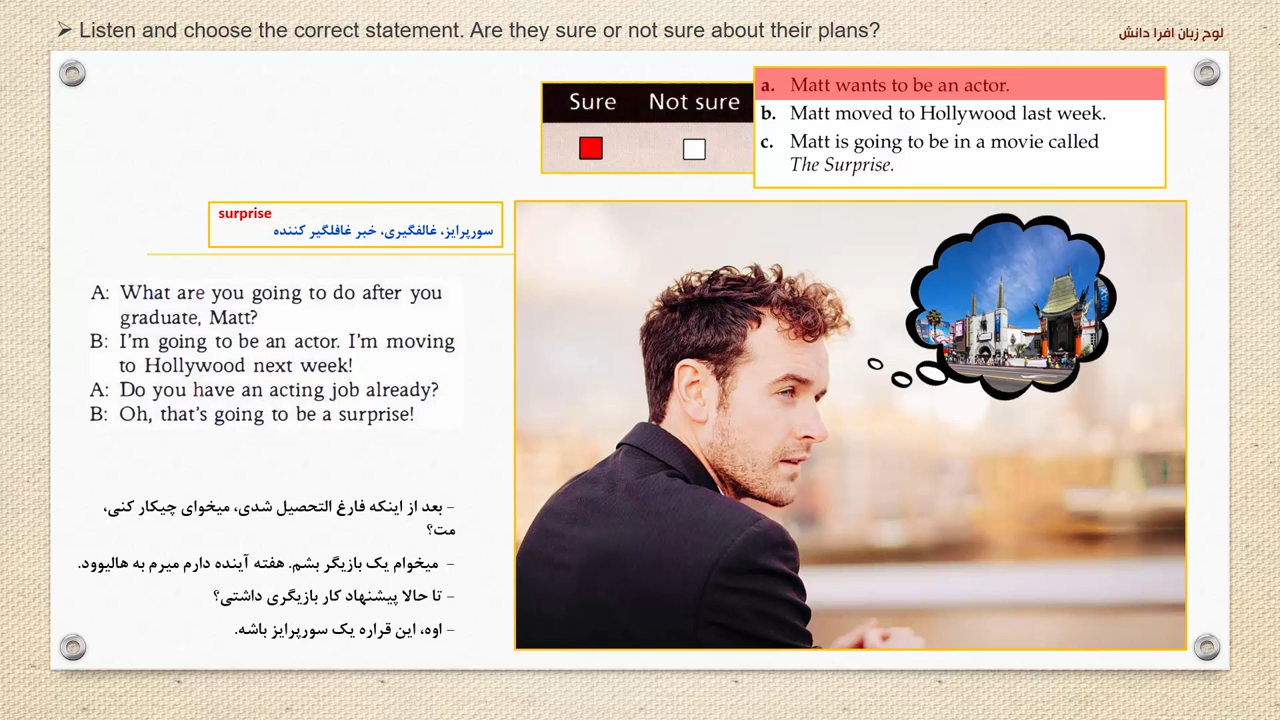 ➤ Listen and choose the correct statement. Are they sure or not sure about their plans?
لوح زبان افرا دانش
Sure Not sure
a. Matt wants to be an actor.
b. Matt moved to Hollywood last week.
c. Matt is going to be in a movie called
The Surprise.
surprise
سورپرایز، غالفگیری، خبر غافلگیر کننده
A: What are you going to do after you
graduate, Matt?
B: I'm going to be an actor. I'm moving
to Hollywood next week!
A: Do you have an acting job already?
B: Oh, that's going to be a surprise!
- بعد از اینکه فارغ التحصیل شدی، میخوای چیکار کنی،
مت؟
- میخوام یک بازیگر بشم. هفته آینده دارم میرم به هالیوود.
- تا حالا پیشنهاد کار بازیگری داشتی؟
- اوه، این قراره یک سورپرایز باشه.
IMAX